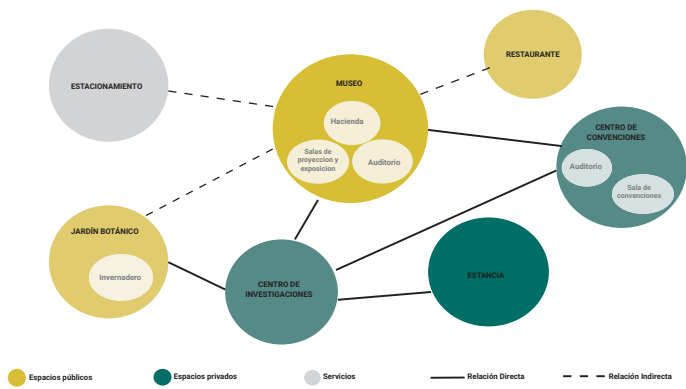 RESTAURANTE
ESTACIONAMIENTO
MUSEO
Hacienda
Salas de
proyeccion y
exposicion
Auditorio
CENTRO DE
CONVENCIONES
Auditorio
Sala de
convenciones
JARDÍN BOTÁNICO
Invernadero
CENTRO DE
INVESTIGACIONES
ESTANCIA
Espacios públicos
Espacios privados
Servicios
Relación Directa
Relación Indirecta